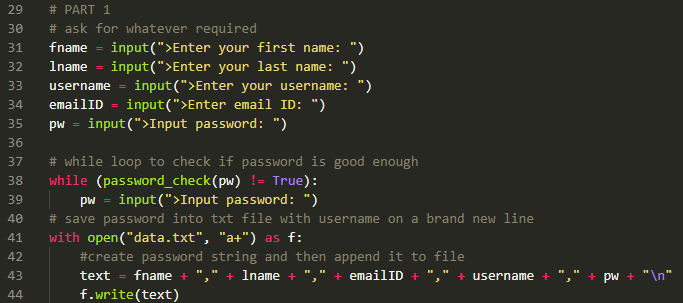 29 # PART 1
30 # ask for whatever required
31 fname = input(">Enter your first name: ")
32 lname = input(">Enter your last name: ")
33 username = input(">Enter your username: ")
34 emailID = input(">Enter email ID: ")
35 pw = input(">Input password: ")
36
37 # while loop to check if password is good enough
38 while (password_check(pw) != True):
39     pw = input(">Input password: ")
40 # save password into txt file with username on a brand new line
41 with open("data.txt", "a+") as f:
42     #create password string and then append it to file
43     text = fname + "," + lname + "," + emailID + "," + username + "," + pw + "\n"
44     f.write(text)